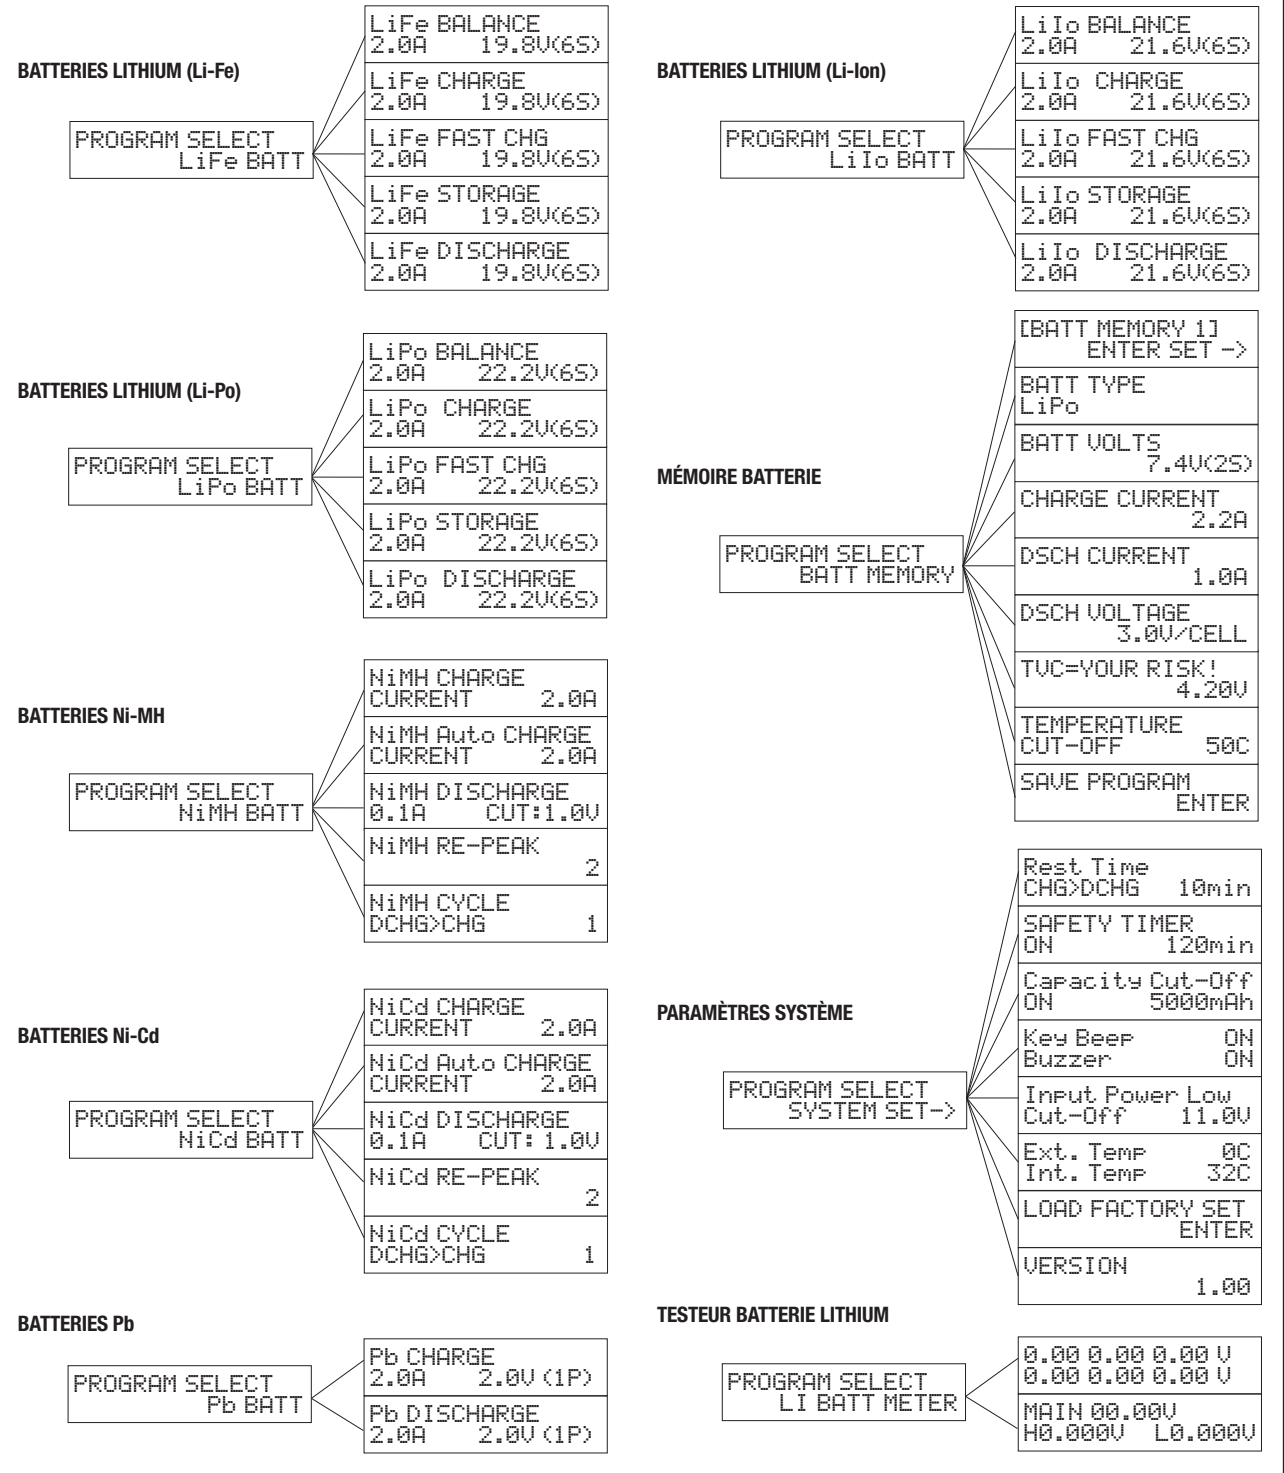 BATTERIES LITHIUM (Li-Fe)
PROGRAM SELECT
LiFe BATT
LiFe BALANCE
2.0A 19.8V(6S)
LiFe CHARGE
2.0A 19.8V(6S)
LiFe FAST CHG
2.0A 19.8V(6S)
LiFe STORAGE
2.0A 19.8V(6S)
LiFe DISCHARGE
2.0A 19.8V(6S)
BATTERIES LITHIUM (Li-Po)
PROGRAM SELECT
LiPo BATT
LiPo BALANCE
2.0A 22.2V(6S)
LiPo CHARGE
2.0A 22.2V(6S)
LiPo FAST CHG
2.0A 22.2V(6S)
LiPo STORAGE
2.0A 22.2V(6S)
LiPo DISCHARGE
2.0A 22.2V(6S)
BATTERIES Ni-MH
PROGRAM SELECT
NiMH BATT
NiMH CHARGE
CURRENT 2.0A
NiMH Auto CHARGE
CURRENT 2.0A
NiMH DISCHARGE
0.1A CUT:1.0V
NiMH RE-PEAK
2
NiMH CYCLE
DCHG>CHG 1
BATTERIES Ni-Cd
PROGRAM SELECT
NiCd BATT
NiCd CHARGE
CURRENT 2.0A
NiCd Auto CHARGE
CURRENT 2.0A
NiCd DISCHARGE
0.1A CUT: 1.0V
NiCd RE-PEAK
2
NiCd CYCLE
DCHG>CHG 1
BATTERIES Pb
PROGRAM SELECT
Pb BATT
Pb CHARGE
2.0A 2.0V (1P)
Pb DISCHARGE
2.0A 2.0V (1P)
BATTERIES LITHIUM (Li-Ion)
PROGRAM SELECT
LiIo BATT
LiIo BALANCE
2.0A 21.6V(6S)
LiIo CHARGE
2.0A 21.6V(6S)
LiIo FAST CHG
2.0A 21.6V(6S)
LiIo STORAGE
2.0A 21.6V(6S)
LiIo DISCHARGE
2.0A 21.6V(6S)
MÉMOIRE BATTERIE
PROGRAM SELECT
BATT MEMORY
[BATT MEMORY 1]
ENTER SET ->
BATT TYPE
LiPo
BATT VOLTS
7.4V(2S)
CHARGE CURRENT
2.2A
DSCH CURRENT
1.0A
DSCH VOLTAGE
3.0V/CELL
TVC=YOUR RISK!
4.20V
TEMPERATURE
CUT-OFF 50C
SAVE PROGRAM
ENTER
PARAMÈTRES SYSTÈME
PROGRAM SELECT
SYSTEM SET->
Rest Time
CHG>DCHG 10min
SAFETY TIMER
ON 120min
Capacity Cut-Off
ON 5000mAh
Key Beep ON
Buzzer ON
Input Power Low
Cut-Off 11.0V
Ext. Temp 0C
Int. Temp 32C
LOAD FACTORY SET
ENTER
VERSION
1.00
TESTEUR BATTERIE LITHIUM
PROGRAM SELECT
LI BATT METER
0.00 0.00 0.00 V
0.00 0.00 0.00 V
MAIN 00.00V
H0.000V L0.000V